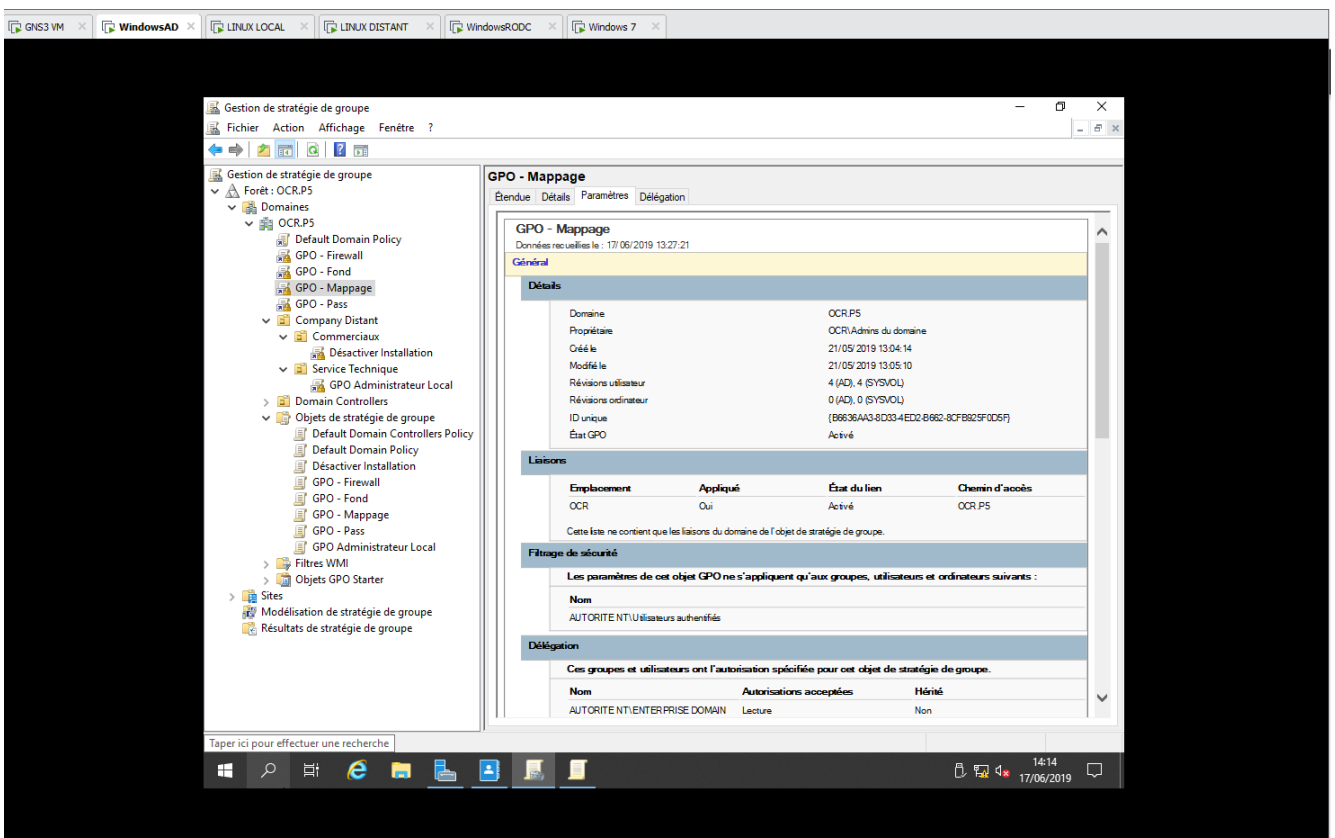 GNS3 VM WindowsAD LINUX LOCAL LINUX DISTANT WindowsRODC Windows 7
Gestion de stratégie de groupe
Fichier Action Affichage Fenêtre ?
Gestion de stratégie de groupe
Forêt : OCR.P5
Domaines
OCR.P5
Default Domain Policy
GPO - Firewall
GPO - Fond
GPO - Mappage
GPO - Pass
Company Distant
Commerciaux
Désactiver Installation
Service Technique
GPO Administrateur Local
Domain Controllers
Objets de stratégie de groupe
Default Domain Controllers Policy
Default Domain Policy
Désactiver Installation
GPO - Firewall
GPO - Fond
GPO - Mappage
GPO - Pass
GPO Administrateur Local
Filtres WMI
Objets GPO Starter
Sites
Modélisation de stratégie de groupe
Résultats de stratégie de groupe
GPO - Mappage
Étendue Détails Paramètres Délégation
GPO - Mappage
Données recueillies le : 17/06/2019 13:27:21
Général
Détails
Domaine OCR.P5
Propriétaire OCR\Admins du domaine
Créé le 21/05/2019 13:04:14
Modifié le 21/05/2019 13:05:10
Révisions utilisateur 4 (AD), 4 (SYSVOL)
Révisions ordinateur 0 (AD), 0 (SYSVOL)
ID unique {B6636AA3-8D33-4ED2-B662-8CFB925F0D5F}
État GPO Activé
Liaisons
Emplacement Appliqué État du lien Chemin d'accès
OCR Oui Activé OCR.P5
Cette liste ne contient que les liaisons du domaine de l'objet de stratégie de groupe.
Filtrage de sécurité
Les paramètres de cet objet GPO ne s'appliquent qu'aux groupes, utilisateurs et ordinateurs suivants :
Nom
AUTORITE NT\Utilisateurs authentifiés
Délégation
Ces groupes et utilisateurs ont l'autorisation spécifiée pour cet objet de stratégie de groupe.
Nom Autorisations acceptées Hérité
AUTORITE NT\ENTERPRISE DOMAIN Lecture Non
Taper ici pour effectuer une recherche
14:14
17/06/2019